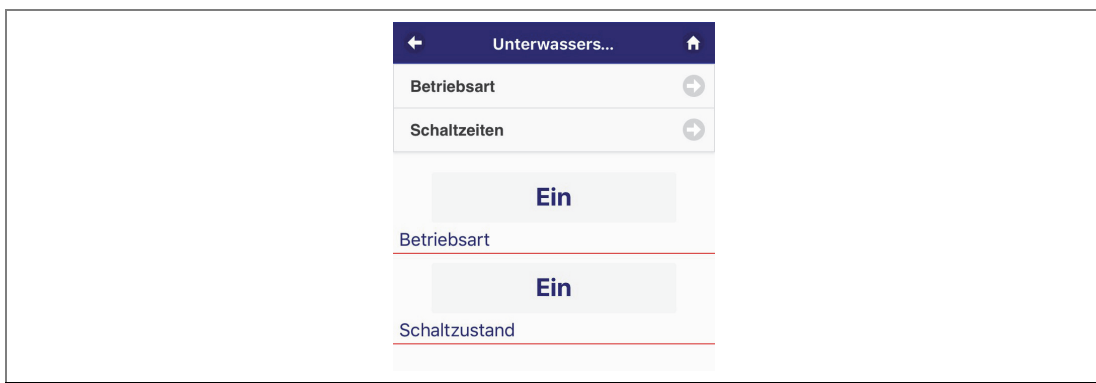 Unterwassers...
Betriebsart
Schaltzeiten
Ein
Betriebsart
Ein
Schaltzustand